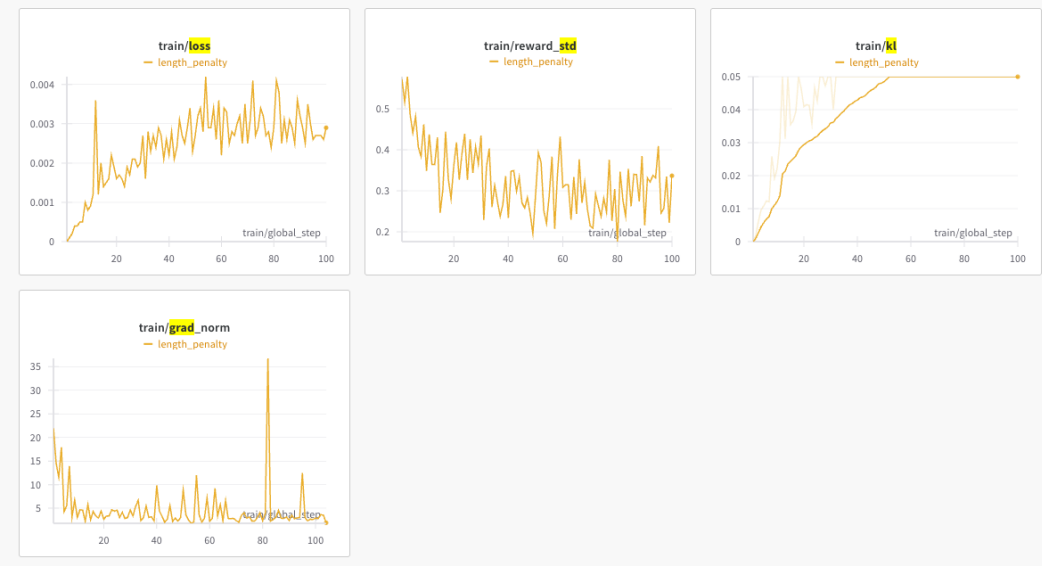 train/loss
length_penalty
0.004
0.003
0.002
0.001
0
train/global_step
20 40 60 80 100
train/reward_std
length_penalty
0.5
0.4
0.3
0.2
train/global_step
20 40 60 80 100
train/kl
length_penalty
0.05
0.04
0.03
0.02
0.01
0
train/global_step
20 40 60 80 100
train/grad_norm
length_penalty
35
30
25
20
15
10
5
train/global_step
20 40 60 80 100